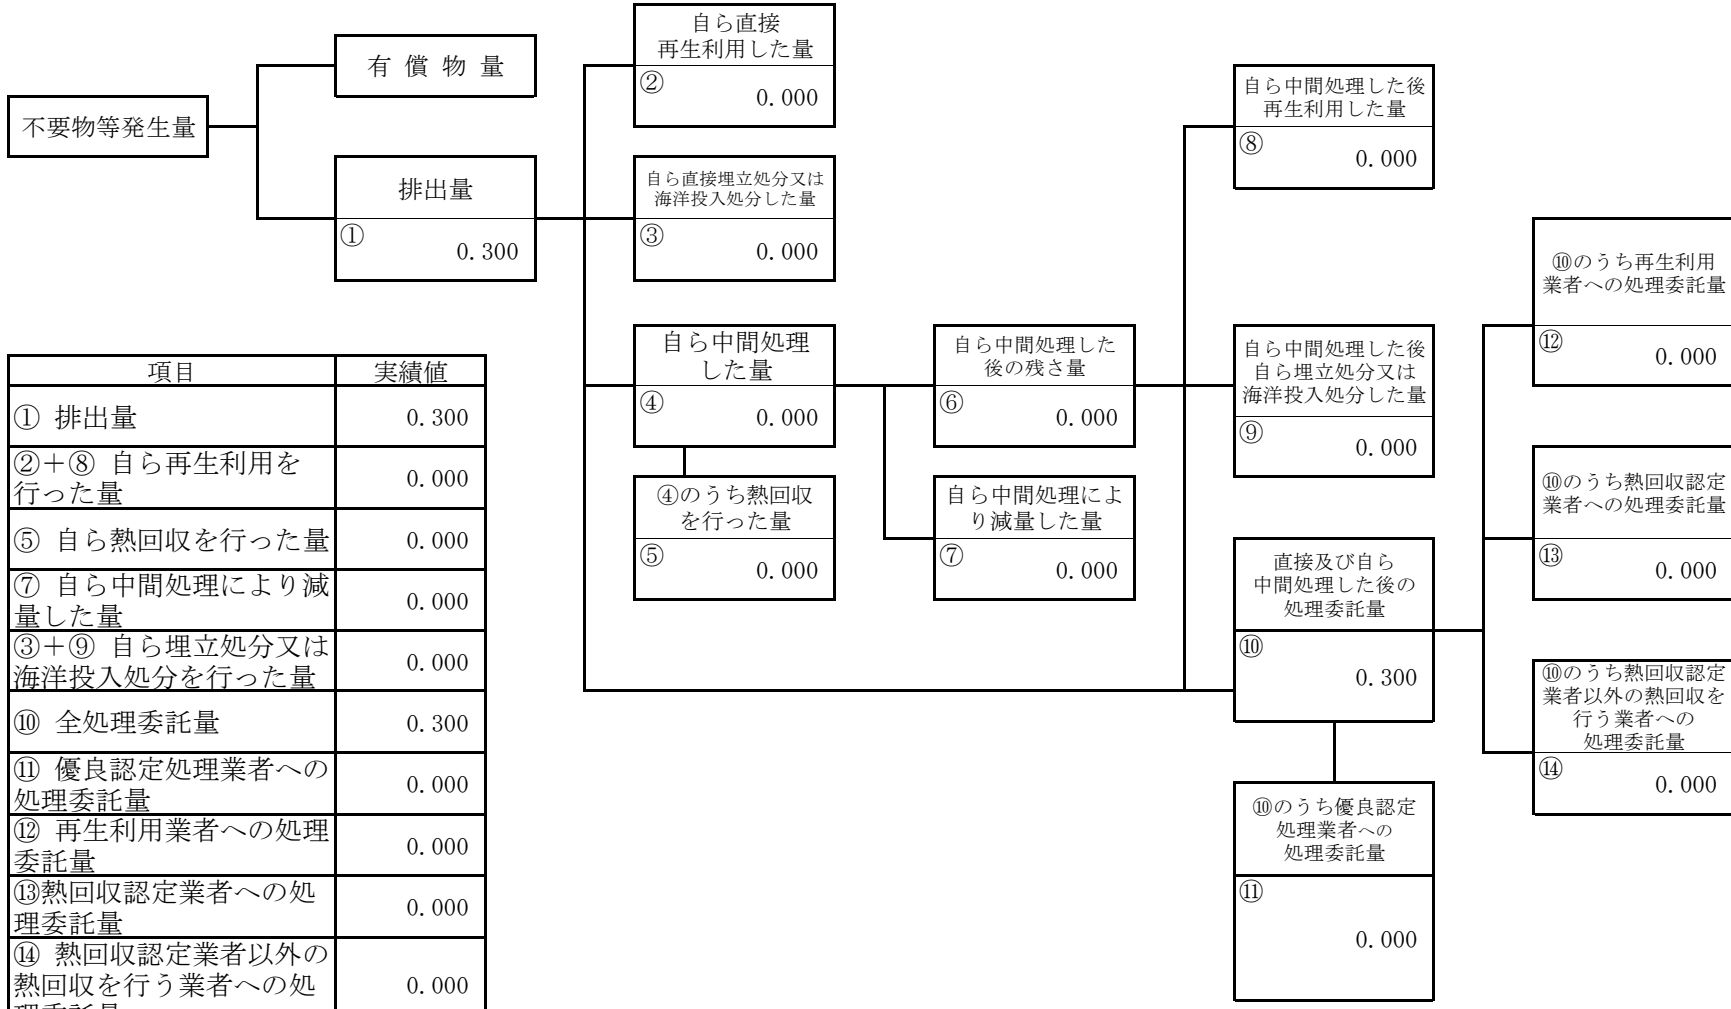 不要物等発生量
有 償 物 量
排出量
①
0.300
自ら直接
再生利用した量
②
0.000
自ら直接埋立処分又は
海洋投入処分した量
③
0.000
自ら中間処理
した量
④
0.000
④のうち熱回収
を行った量
⑤
0.000
自ら中間処理した
後の残さ量
⑥
0.000
自ら中間処理によ
り減量した量
⑦
0.000
自ら中間処理した後
再生利用した量
⑧
0.000
自ら中間処理した後
自ら埋立処分又は
海洋投入処分した量
⑨
0.000
直接及び自ら
中間処理した後の
処理委託量
⑩
0.300
⑩のうち優良認定
処理業者への
処理委託量
⑪
0.000
⑩のうち再生利用
業者への処理委託量
⑫
0.000
⑩のうち熱回収認定
業者への処理委託量
⑬
0.000
⑩のうち熱回収認定
業者以外の熱回収を
行う業者への
処理委託量
⑭
0.000
項目 実績値
① 排出量 0.300
②＋⑧ 自ら再生利用を
行った量 0.000
⑤ 自ら熱回収を行った量 0.000
⑦ 自ら中間処理により減
量した量 0.000
③＋⑨ 自ら埋立処分又は
海洋投入処分を行った量 0.000
⑩ 全処理委託量 0.300
⑪ 優良認定処理業者への
処理委託量 0.000
⑫ 再生利用業者への処理
委託量 0.000
⑬熱回収認定業者への処
理委託量 0.000
⑭ 熱回収認定業者以外の
熱回収を行う業者への処 0.000